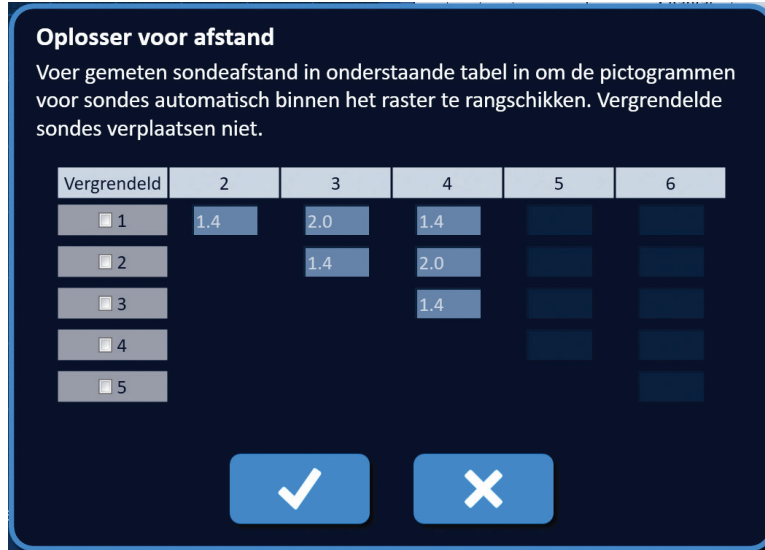 Oplosser voor afstand
Voer gemeten sondeafstand in onderstaande tabel in om de pictogrammen
voor sondes automatisch binnen het raster te rangschikken. Vergrendelde
sondes verplaatsen niet.
Vergrendeld 2 3 4 5 6
1 1.4 2.0 1.4
2 1.4 2.0
3 1.4
4
5